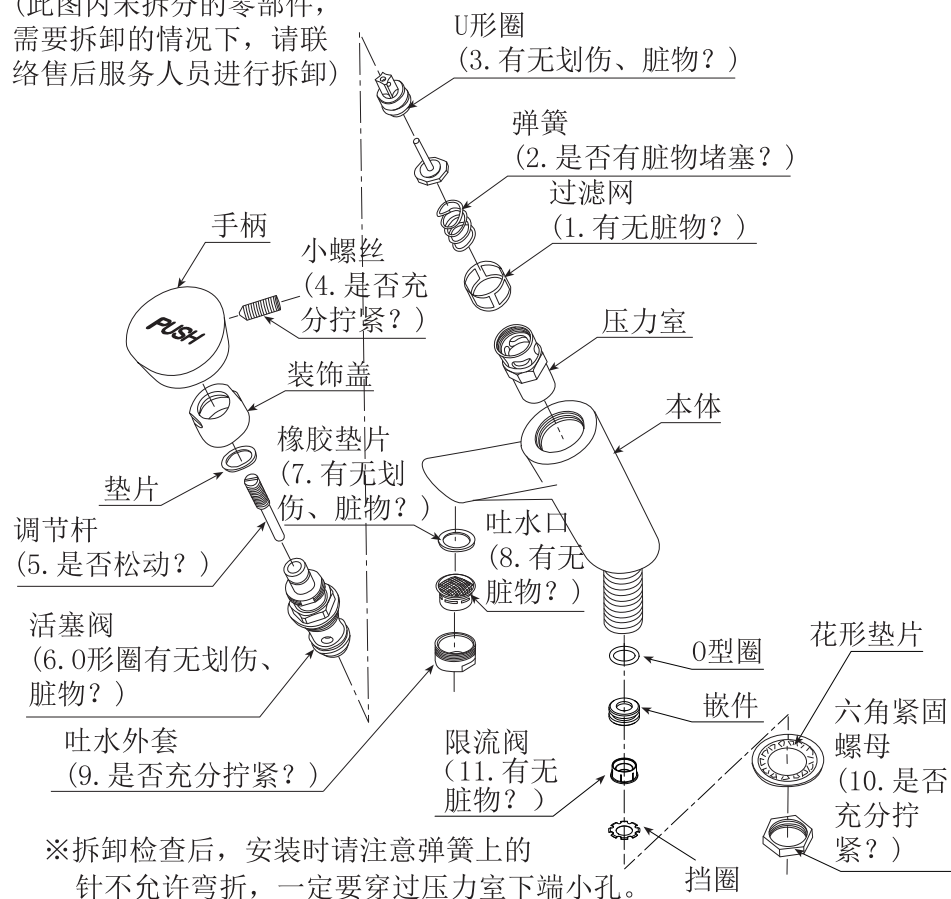 (此图内未拆分的零部件，
需要拆卸的情况下，请联
络售后服务人员进行拆卸)
U形圈
(3.有无划伤、脏物？)
弹簧
(2.是否有脏物堵塞？)
过滤网
(1.有无脏物？)
手柄
小螺丝
(4.是否充
分拧紧？)
PUSH
压力室
装饰盖
本体
橡胶垫片
(7.有无划
伤、脏物？)
垫片
吐水口
(8.有无
脏物？)
调节杆
(5.是否松动？)
活塞阀
(6.O形圈有无划伤、
脏物？)
O型圈
花形垫片
嵌件
六角紧固
螺母
(10.是否
充分拧
紧？)
吐水外套
(9.是否充分拧紧？)
限流阀
(11.有无
脏物？)
挡圈
※拆卸检查后，安装时请注意弹簧上的
针不允许弯折，一定要穿过压力室下端小孔。